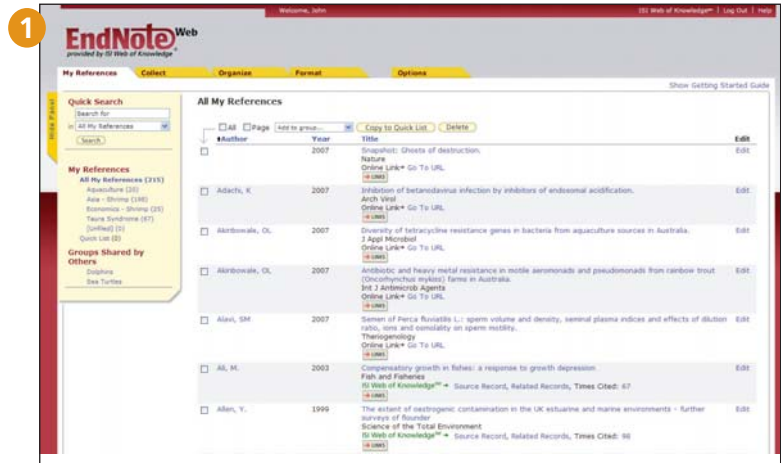 1
Welcome, John
ISI Web of Knowledge℠ | Log Out | Help
EndNote® Web
provided by ISI Web of Knowledge
My References Collect Organize Format Options
Show Getting Started Guide
Hide Panel
Quick Search
Search for
in All My References
Search
My References
All My References (215)
Aquaculture (25)
Asia - Shrimp (198)
Economics - Shrimp (25)
Taura Syndrome (67)
[Unfiled] (1)
Quick List (0)
Groups Shared by
Others
Dolphins
Sea Turtles
All My References
All Page Add to group... Copy to Quick List Delete
Author Year Title Edit
2007 Snapshot: Ghosts of destruction. Edit
Nature
Online Link→ Go To URL
→ LINKS
Adachi, K 2007 Inhibition of betanodavirus infection by inhibitors of endosomal acidification. Edit
Arch Virol
Online Link→ Go To URL
→ LINKS
Akinbowale, OL 2007 Diversity of tetracycline resistance genes in bacteria from aquaculture sources in Australia. Edit
J Appl Microbiol
Online Link→ Go To URL
→ LINKS
Akinbowale, OL 2007 Antibiotic and heavy metal resistance in motile aeromonads and pseudomonads from rainbow trout Edit
(Oncorhynchus mykiss) farms in Australia.
Int J Antimicrob Agents
Online Link→ Go To URL
→ LINKS
Alavi, SM 2007 Semen of Perca fluviatilis L.: sperm volume and density, seminal plasma indices and effects of dilution Edit
ratio, ions and osmolality on sperm motility.
Theriogenology
Online Link→ Go To URL
→ LINKS
Ali, M. 2003 Compensatory growth in fishes: a response to growth depression Edit
Fish and Fisheries
ISI Web of Knowledge℠ → Source Record, Related Records, Times Cited: 67
→ LINKS
Allen, Y. 1999 The extent of oestrogenic contamination in the UK estuarine and marine environments - further Edit
surveys of flounder
Science of the Total Environment
ISI Web of Knowledge℠ → Source Record, Related Records, Times Cited: 98
→ LINKS